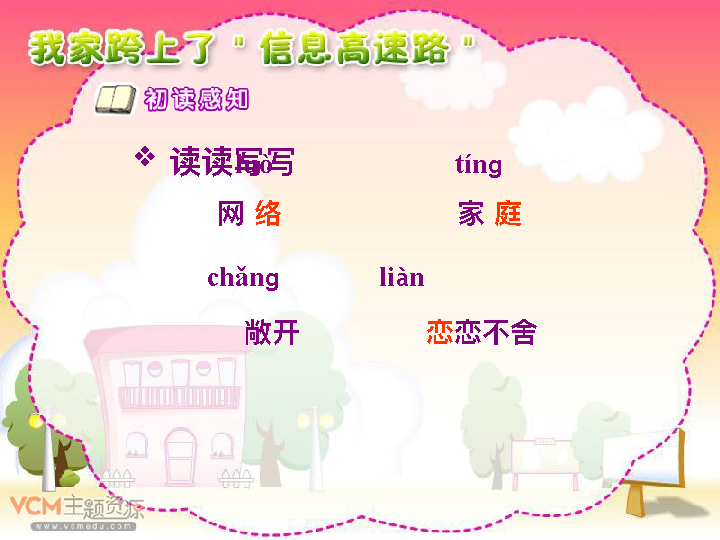 我家跨上了"信息高速路"
初读感知
❖ 读读写写
luò tíng
网 络 家 庭
chǎng liàn
敞开 恋恋不舍
VCM主题资源
www.vcmedu.com